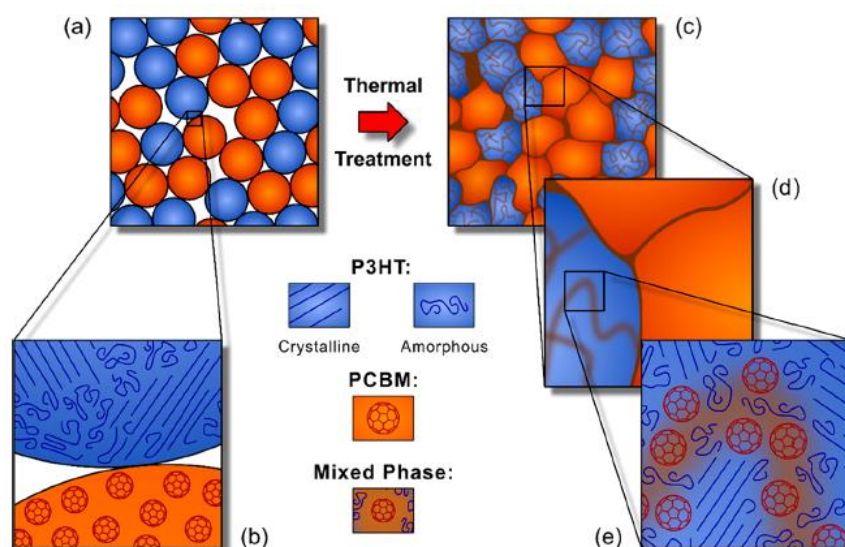 (a)
(c)
Thermal
Treatment
(d)
P3HT:
Crystalline
Amorphous
PCBM:
Mixed Phase:
(b)
(e)